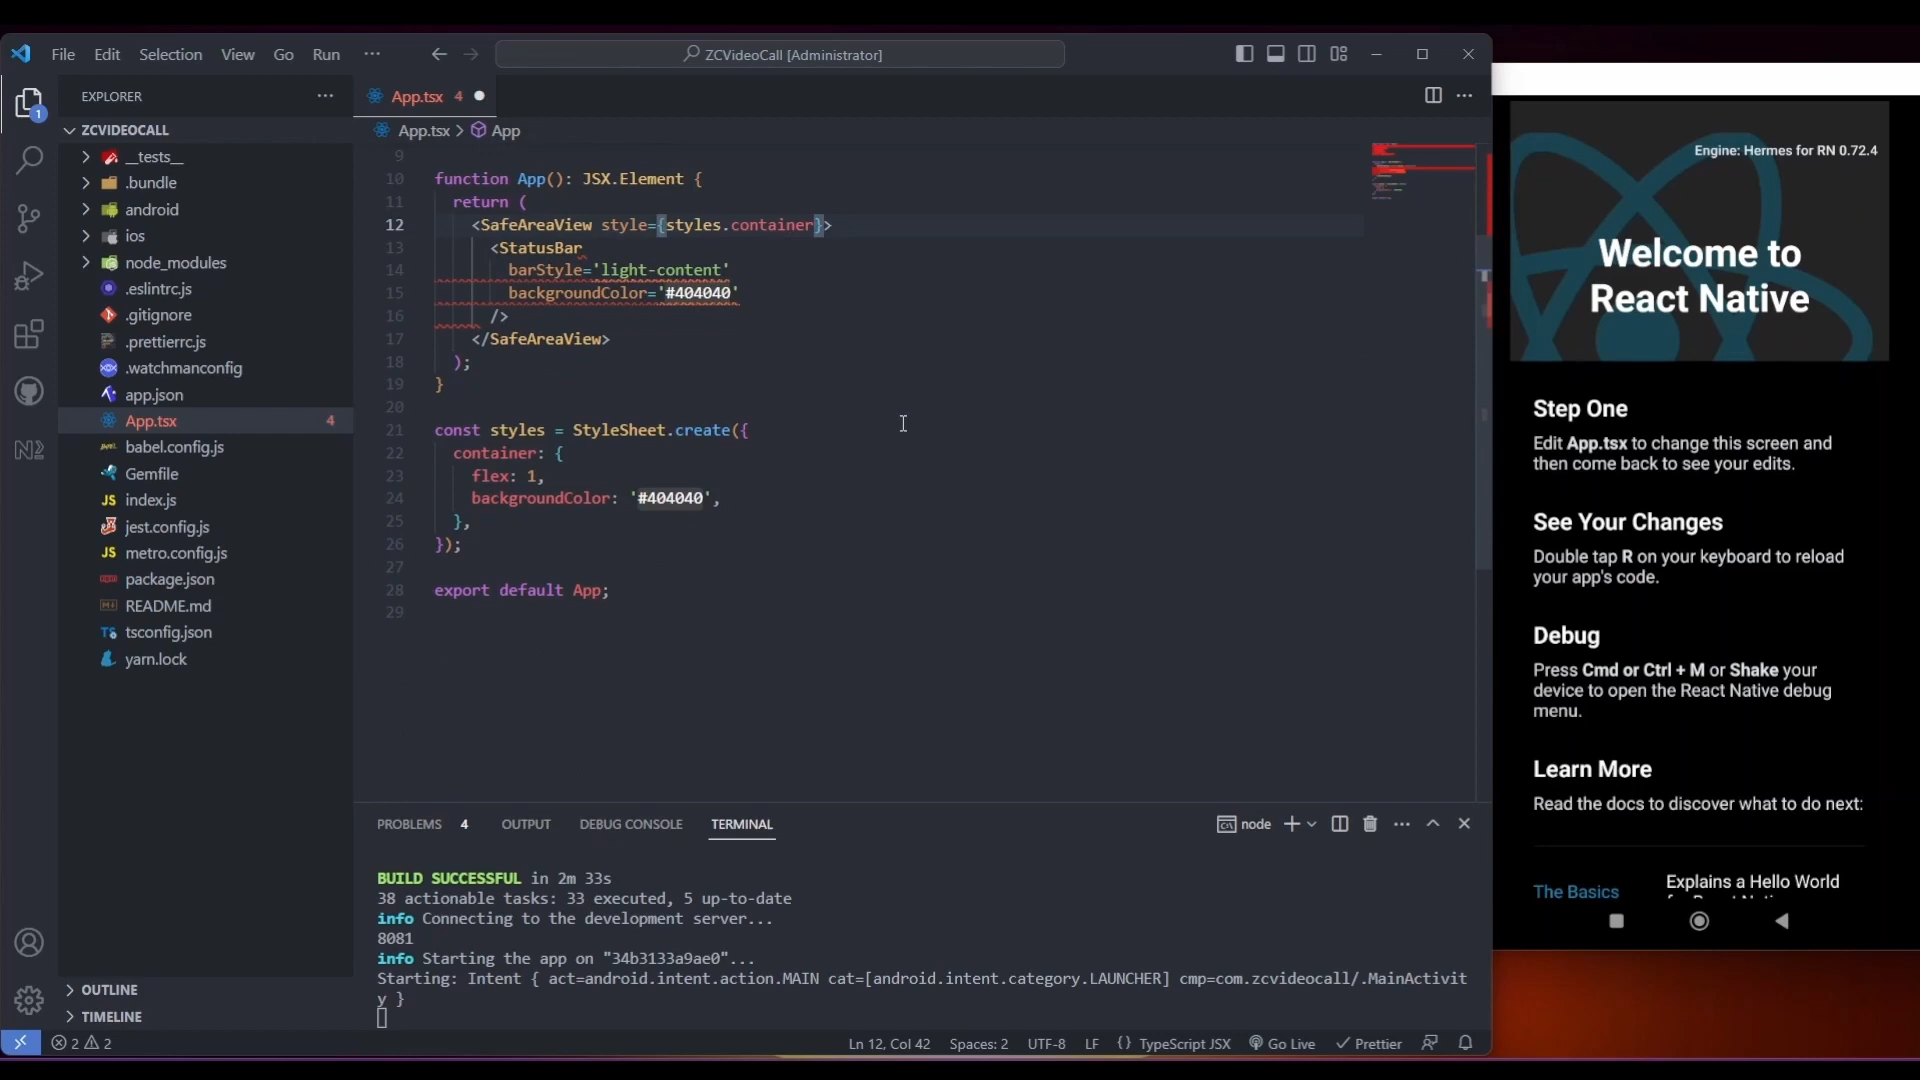 File Edit Selection View Go Run ···
ZCVideoCall [Administrator]
EXPLORER
ZCVIDEOCALL
__tests__
.bundle
android
ios
node_modules
.eslintrc.js
.gitignore
.prettierrc.js
.watchmanconfig
app.json
App.tsx 4
babel.config.js
Gemfile
JS index.js
jest.config.js
JS metro.config.js
package.json
README.md
TS tsconfig.json
yarn.lock
OUTLINE
TIMELINE
1
App.tsx 4
App.tsx > App
9
10 function App(): JSX.Element {
11 return (
12 <SafeAreaView style={styles.container}>
13 <StatusBar
14 barStyle='light-content'
15 backgroundColor='#404040'
16 />
17 </SafeAreaView>
18 );
19 }
20
21 const styles = StyleSheet.create({
22 container: {
23 flex: 1,
24 backgroundColor: '#404040',
25 },
26 });
27
28 export default App;
29
PROBLEMS 4 OUTPUT DEBUG CONSOLE TERMINAL
node
BUILD SUCCESSFUL in 2m 33s
38 actionable tasks: 33 executed, 5 up-to-date
info Connecting to the development server...
8081
info Starting the app on "34b3133a9ae0"...
Starting: Intent { act=android.intent.action.MAIN cat=[android.intent.category.LAUNCHER] cmp=com.zcvideocall/.MainActivit
y }
2 2 Ln 12, Col 42 Spaces: 2 UTF-8 LF {} TypeScript JSX Go Live Prettier
Engine: Hermes for RN 0.72.4
Welcome to
React Native
Step One
Edit App.tsx to change this screen and
then come back to see your edits.
See Your Changes
Double tap R on your keyboard to reload
your app's code.
Debug
Press Cmd or Ctrl + M or Shake your
device to open the React Native debug
menu.
Learn More
Read the docs to discover what to do next:
The Basics
Explains a Hello World
for React Native